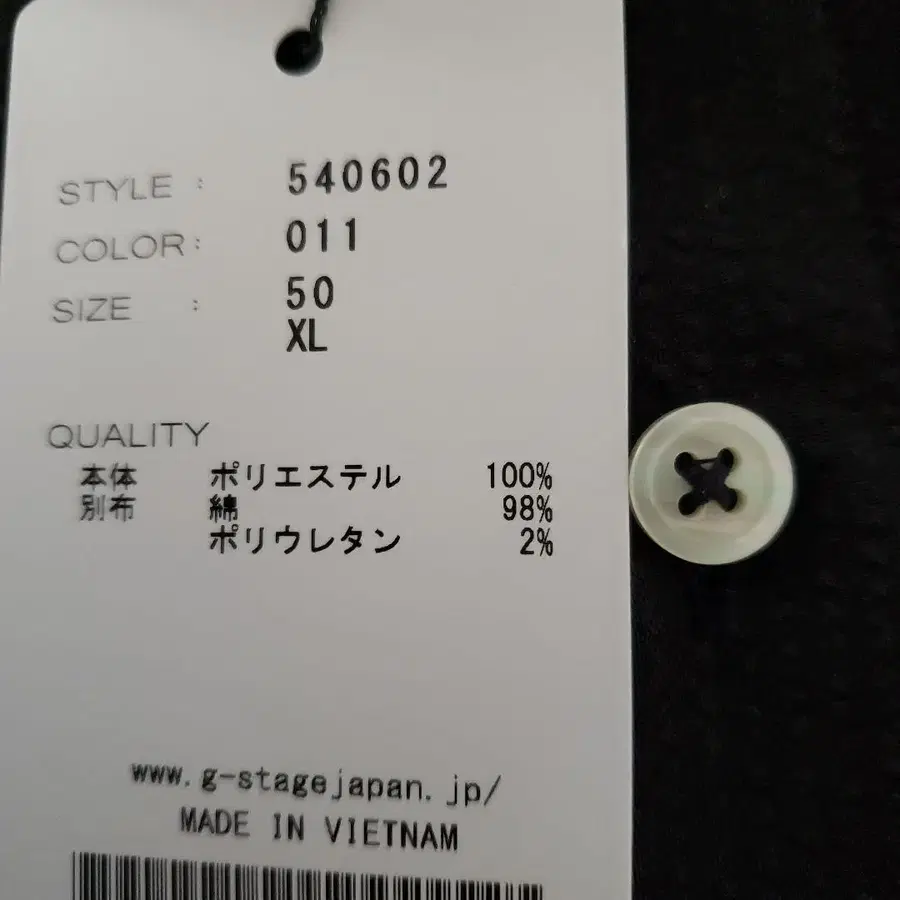 STYLE : 540602
COLOR: 011
SIZE : 50
XL
QUALITY
本体 ポリエステル 100%
別布 綿 98%
ポリウレタン 2%
www.g-stagejapan.jp/
MADE IN VIETNAM